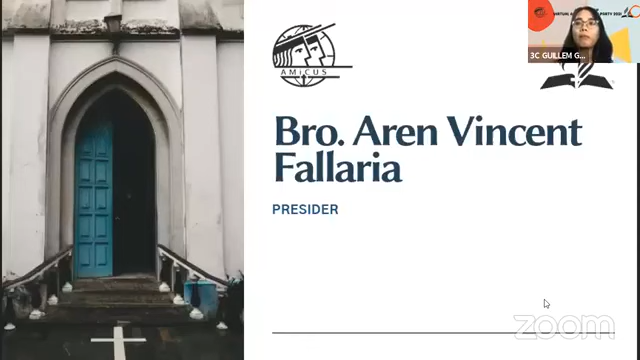 AMICUS
Bro. Aren Vincent
Fallaria
PRESIDER
3C GUILLEM G...
zoom